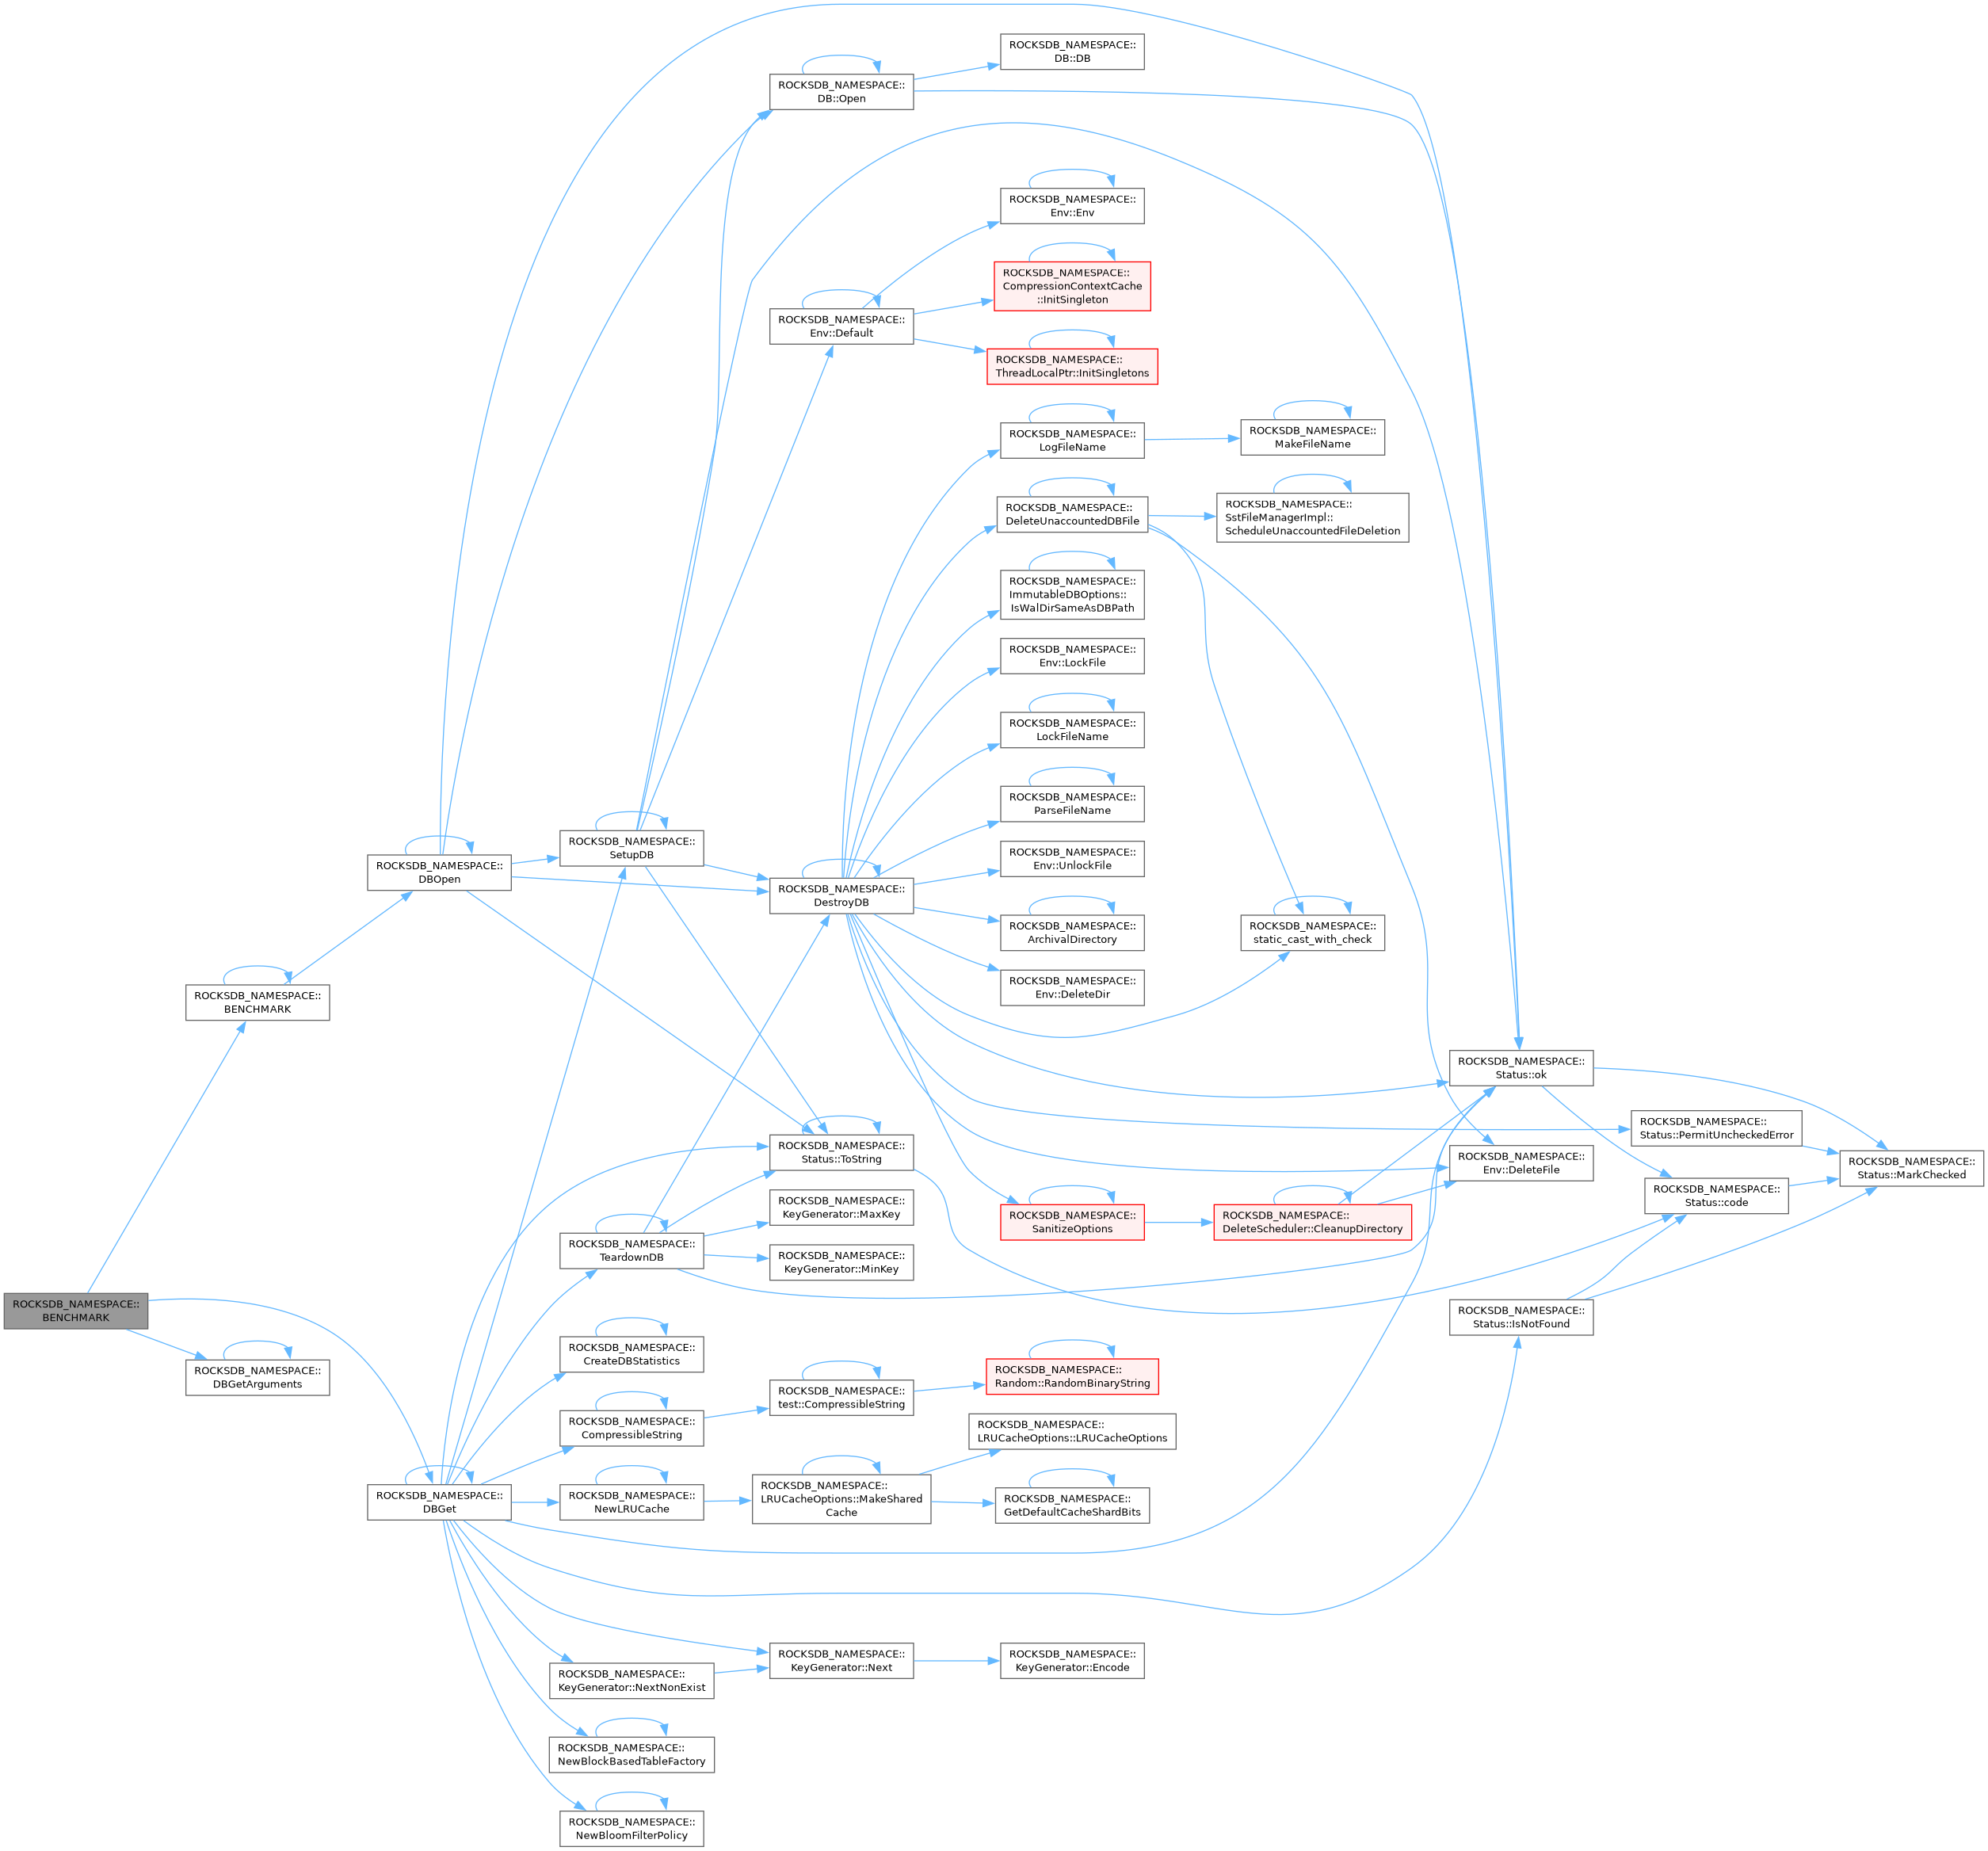 ROCKSDB_NAMESPACE::
BENCHMARK
ROCKSDB_NAMESPACE::
BENCHMARK
ROCKSDB_NAMESPACE::
DBGetArguments
ROCKSDB_NAMESPACE::
DBOpen
ROCKSDB_NAMESPACE::
DBGet
ROCKSDB_NAMESPACE::
SetupDB
ROCKSDB_NAMESPACE::
TeardownDB
ROCKSDB_NAMESPACE::
CreateDBStatistics
ROCKSDB_NAMESPACE::
CompressibleString
ROCKSDB_NAMESPACE::
NewLRUCache
ROCKSDB_NAMESPACE::
KeyGenerator::NextNonExist
ROCKSDB_NAMESPACE::
NewBlockBasedTableFactory
ROCKSDB_NAMESPACE::
NewBloomFilterPolicy
ROCKSDB_NAMESPACE::
DB::Open
ROCKSDB_NAMESPACE::
Env::Default
ROCKSDB_NAMESPACE::
DestroyDB
ROCKSDB_NAMESPACE::
Status::ToString
ROCKSDB_NAMESPACE::
KeyGenerator::MaxKey
ROCKSDB_NAMESPACE::
KeyGenerator::MinKey
ROCKSDB_NAMESPACE::
test::CompressibleString
ROCKSDB_NAMESPACE::
LRUCacheOptions::MakeShared
Cache
ROCKSDB_NAMESPACE::
KeyGenerator::Next
ROCKSDB_NAMESPACE::
DB::DB
ROCKSDB_NAMESPACE::
Env::Env
ROCKSDB_NAMESPACE::
CompressionContextCache
::InitSingleton
ROCKSDB_NAMESPACE::
ThreadLocalPtr::InitSingletons
ROCKSDB_NAMESPACE::
LogFileName
ROCKSDB_NAMESPACE::
DeleteUnaccountedDBFile
ROCKSDB_NAMESPACE::
ImmutableDBOptions::
IsWalDirSameAsDBPath
ROCKSDB_NAMESPACE::
Env::LockFile
ROCKSDB_NAMESPACE::
LockFileName
ROCKSDB_NAMESPACE::
ParseFileName
ROCKSDB_NAMESPACE::
Env::UnlockFile
ROCKSDB_NAMESPACE::
ArchivalDirectory
ROCKSDB_NAMESPACE::
Env::DeleteDir
ROCKSDB_NAMESPACE::
SanitizeOptions
ROCKSDB_NAMESPACE::
Random::RandomBinaryString
ROCKSDB_NAMESPACE::
LRUCacheOptions::LRUCacheOptions
ROCKSDB_NAMESPACE::
GetDefaultCacheShardBits
ROCKSDB_NAMESPACE::
KeyGenerator::Encode
ROCKSDB_NAMESPACE::
MakeFileName
ROCKSDB_NAMESPACE::
SstFileManagerImpl::
ScheduleUnaccountedFileDeletion
ROCKSDB_NAMESPACE::
static_cast_with_check
ROCKSDB_NAMESPACE::
DeleteScheduler::CleanupDirectory
ROCKSDB_NAMESPACE::
Status::ok
ROCKSDB_NAMESPACE::
Env::DeleteFile
ROCKSDB_NAMESPACE::
Status::IsNotFound
ROCKSDB_NAMESPACE::
Status::PermitUncheckedError
ROCKSDB_NAMESPACE::
Status::code
ROCKSDB_NAMESPACE::
Status::MarkChecked